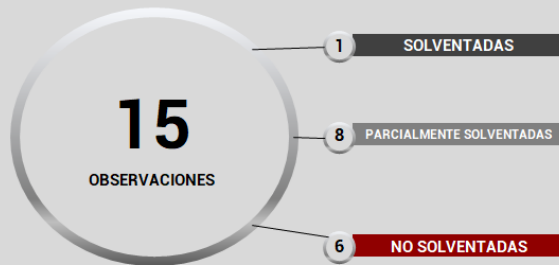 15
OBSERVACIONES
1 SOLVENTADAS
8 PARCIALMENTE SOLVENTADAS
6 NO SOLVENTADAS